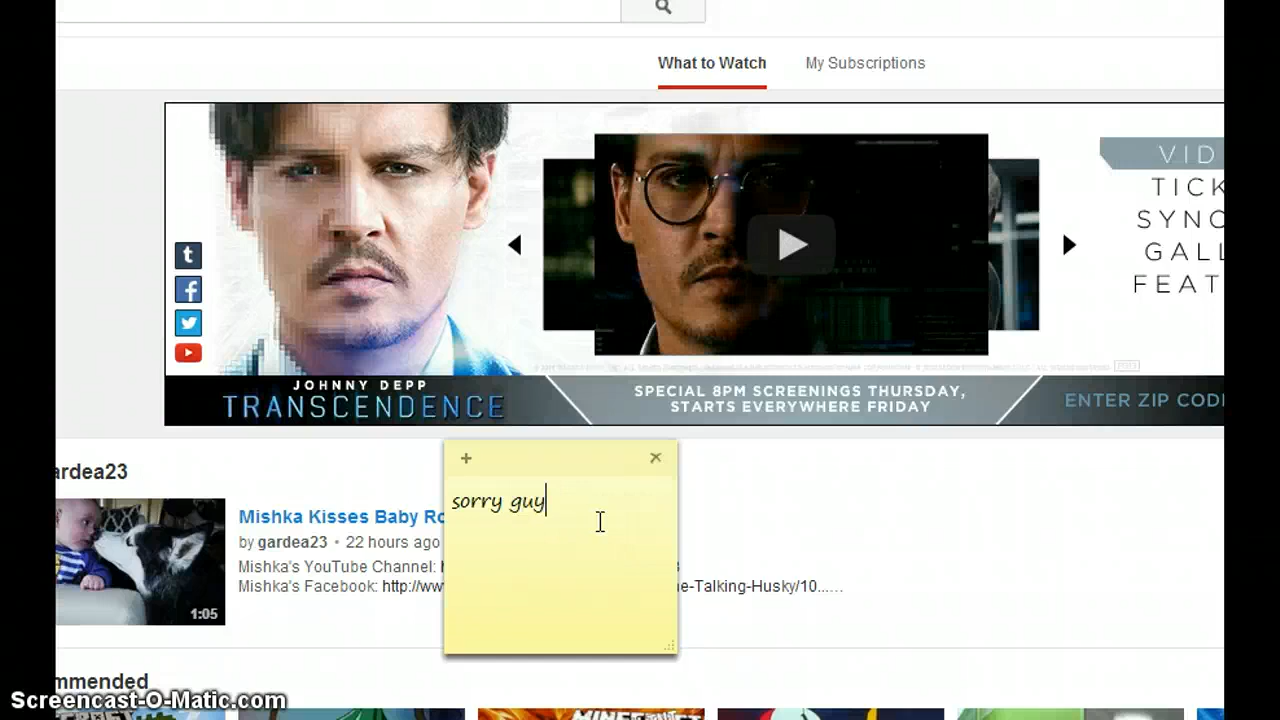 What to Watch My Subscriptions
VID
TICK
SYNO
GALL
FEAT
JOHNNY DEPP
TRANSCENDENCE
SPECIAL 8PM SCREENINGS THURSDAY,
STARTS EVERYWHERE FRIDAY
ENTER ZIP COD
ardea23
sorry guy
Mishka Kisses Baby Ro
by gardea23 • 22 hours ago
Mishka's YouTube Channel:
Mishka's Facebook: http://ww
e-Talking-Husky/10...…
1:05
mmended
Screencast-O-Matic.com
MINECRAFT